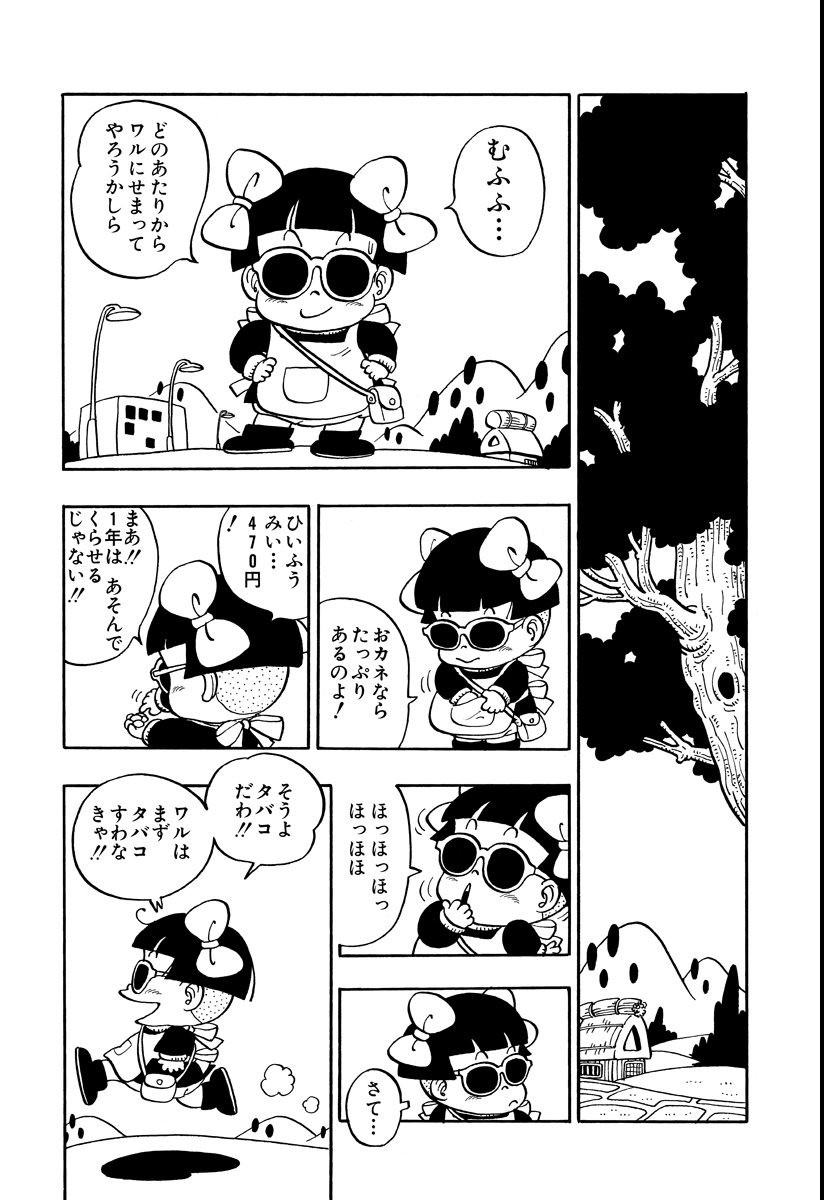 むふふ…
どのあたりから
ワルにせまって
やろうかしら
おカネなら
たっぷり
あるのよ!
ひいふう
みい…
470円
!
まあ!!
1年は あそんで
くらせる
じゃない!!
ほっほっほっ
ほっほほ
さて…
そうよ
タバコ
だわ!!
ワルは
まず
タバコ
すわな
きゃ!!